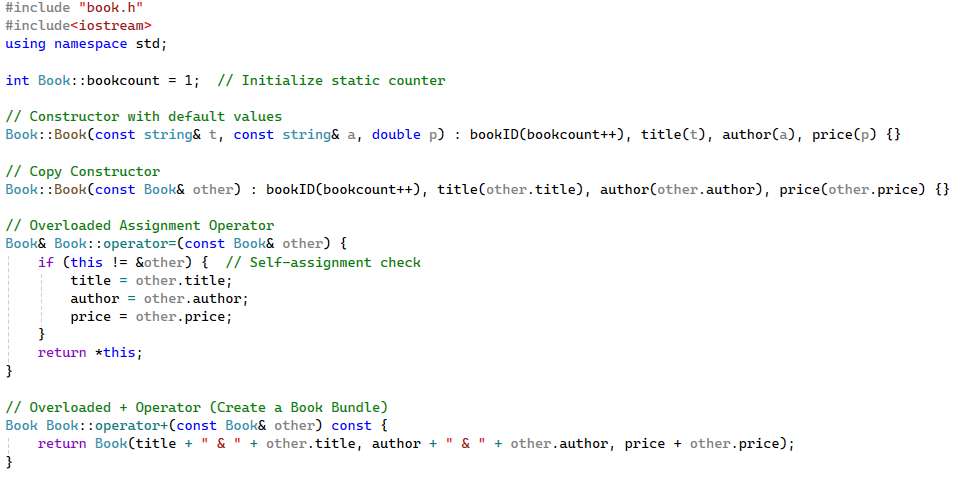 #include "book.h"
#include<iostream>
using namespace std;

int Book::bookcount = 1;  // Initialize static counter

// Constructor with default values
Book::Book(const string& t, const string& a, double p) : bookID(bookcount++), title(t), author(a), price(p) {}

// Copy Constructor
Book::Book(const Book& other) : bookID(bookcount++), title(other.title), author(other.author), price(other.price) {}

// Overloaded Assignment Operator
Book& Book::operator=(const Book& other) {
    if (this != &other) {  // Self-assignment check
        title = other.title;
        author = other.author;
        price = other.price;
    }
    return *this;
}

// Overloaded + Operator (Create a Book Bundle)
Book Book::operator+(const Book& other) const {
    return Book(title + " & " + other.title, author + " & " + other.author, price + other.price);
}